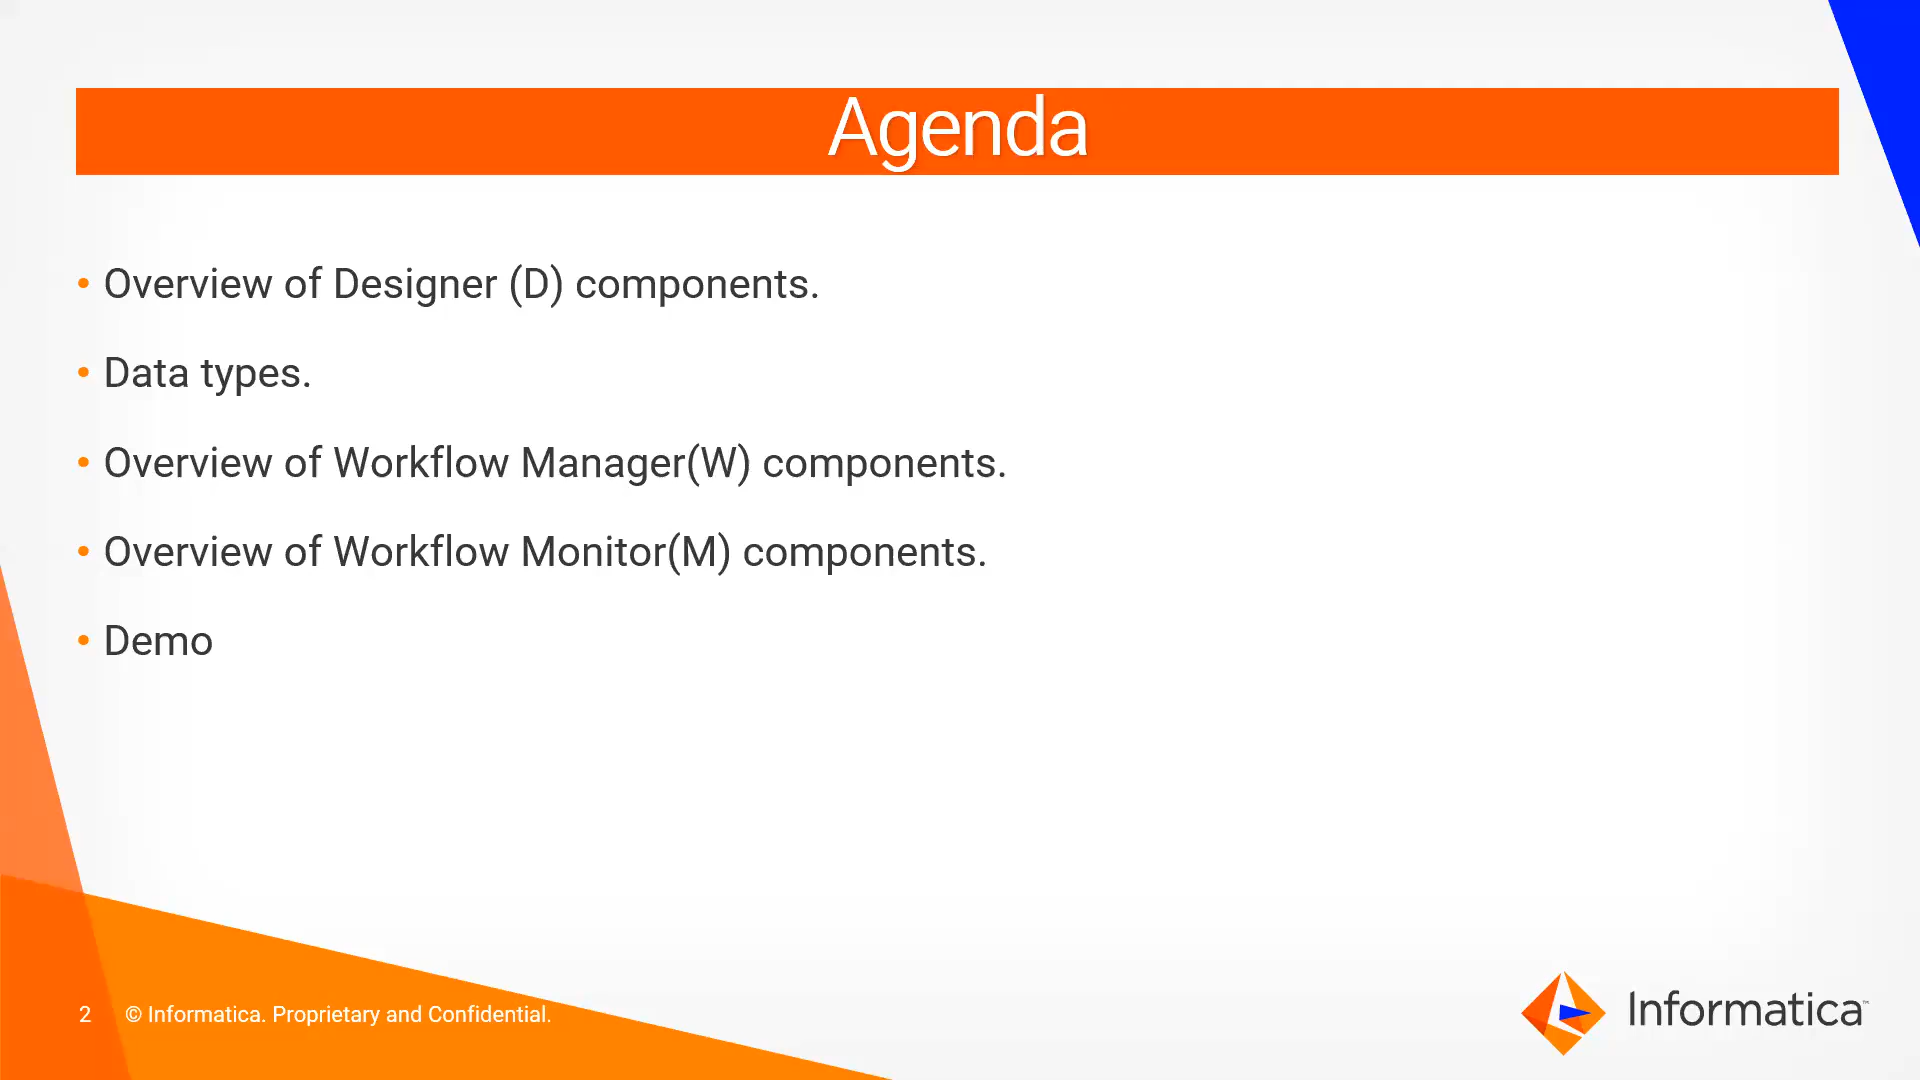 Agenda
• Overview of Designer (D) components.
• Data types.
• Overview of Workflow Manager(W) components.
• Overview of Workflow Monitor(M) components.
• Demo
2 © Informatica. Proprietary and Confidential.
Informatica™